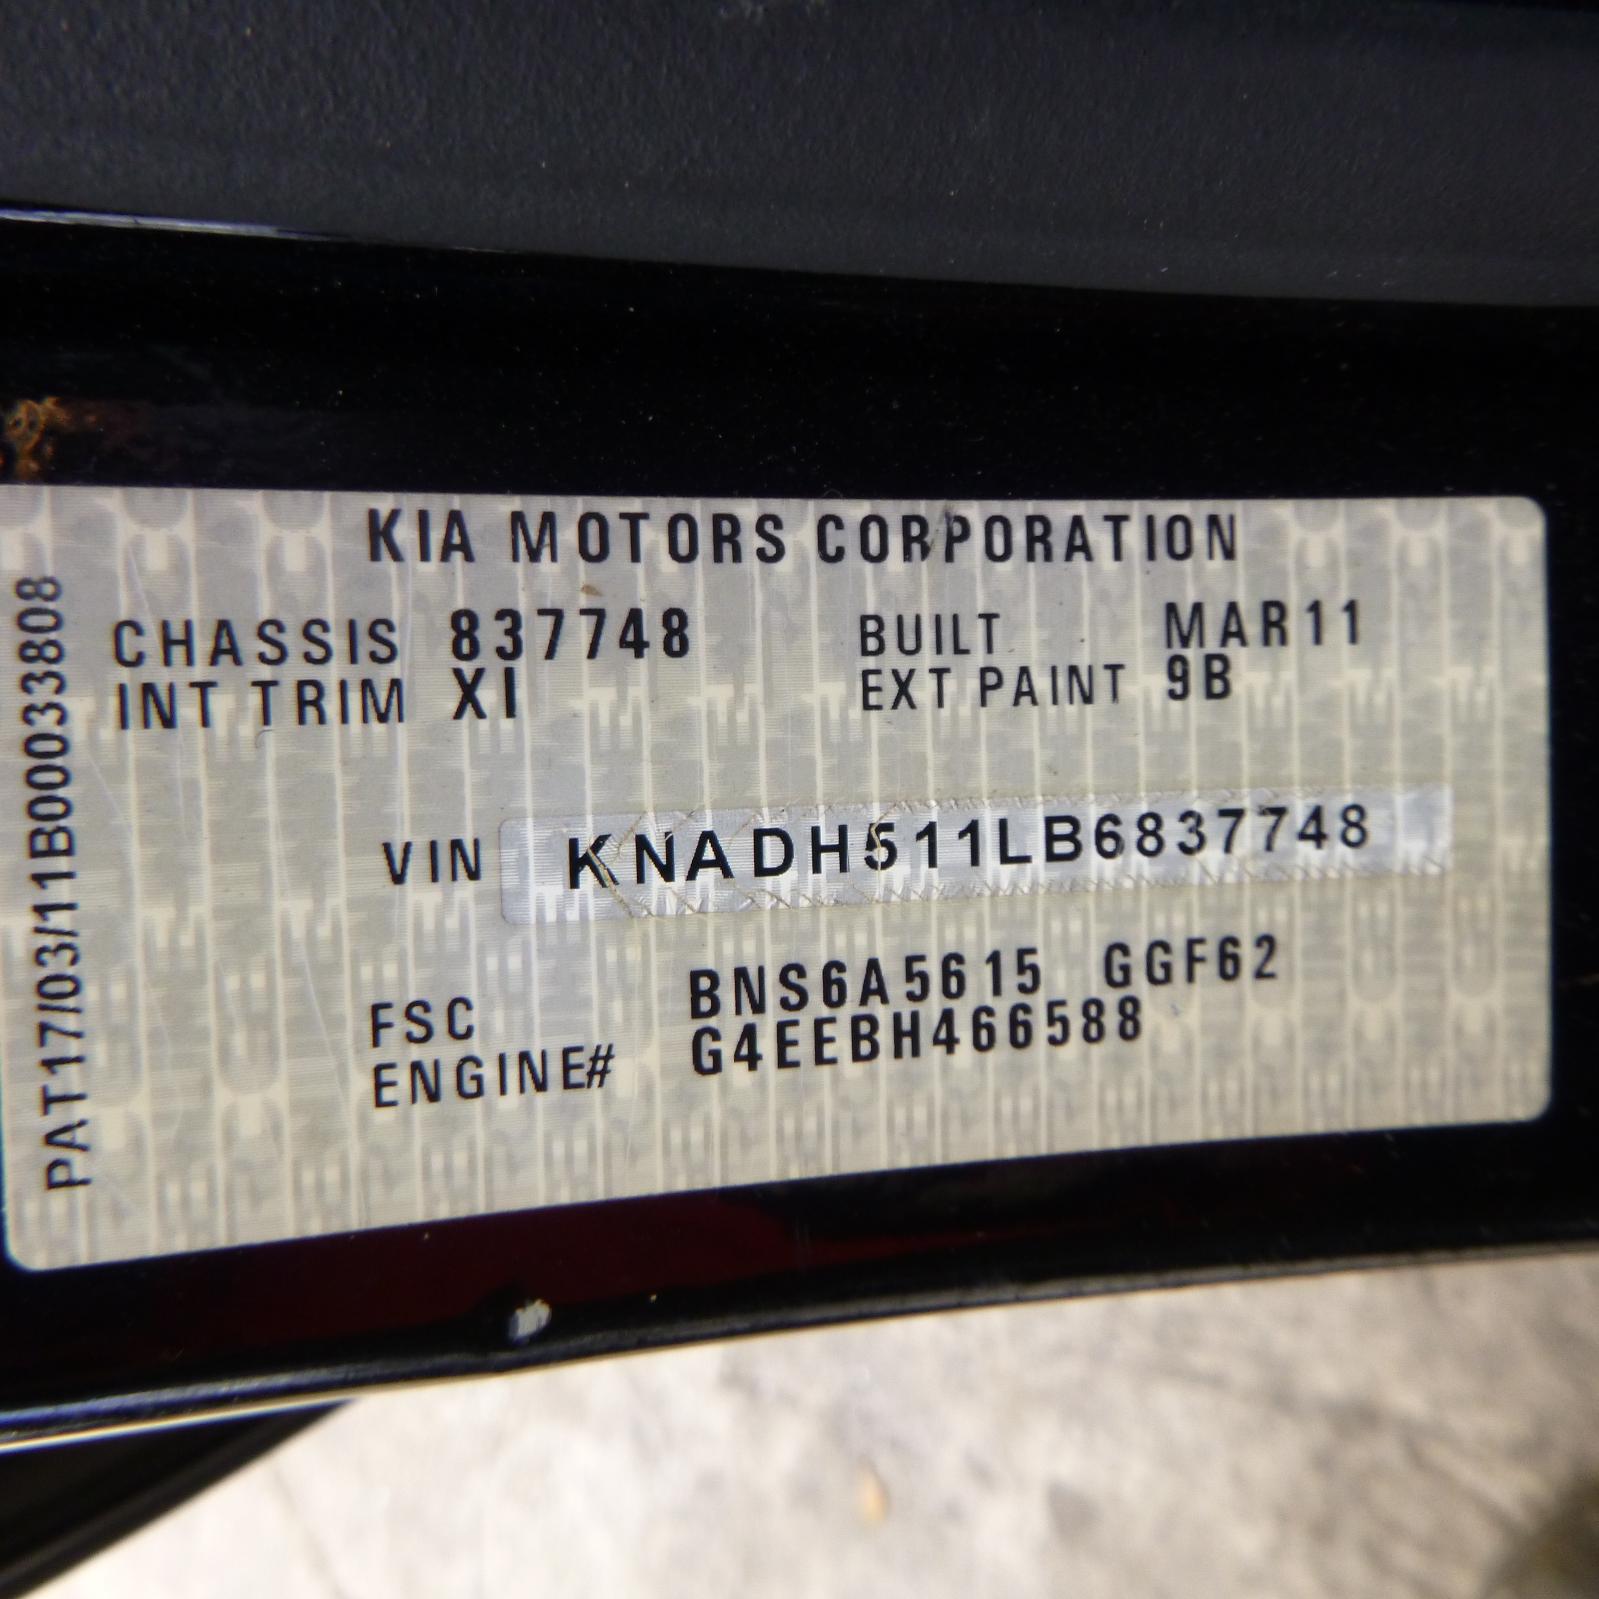 KIA MOTORS CORPORATION
CHASSIS 837748 BUILT MAR11
INT TRIM XI EXT PAINT 9B
VIN KNADH511LB6837748
FSC BNS6A5615 GGF62
ENGINE# G4EEBH466588
PAT17/03/11B00033808